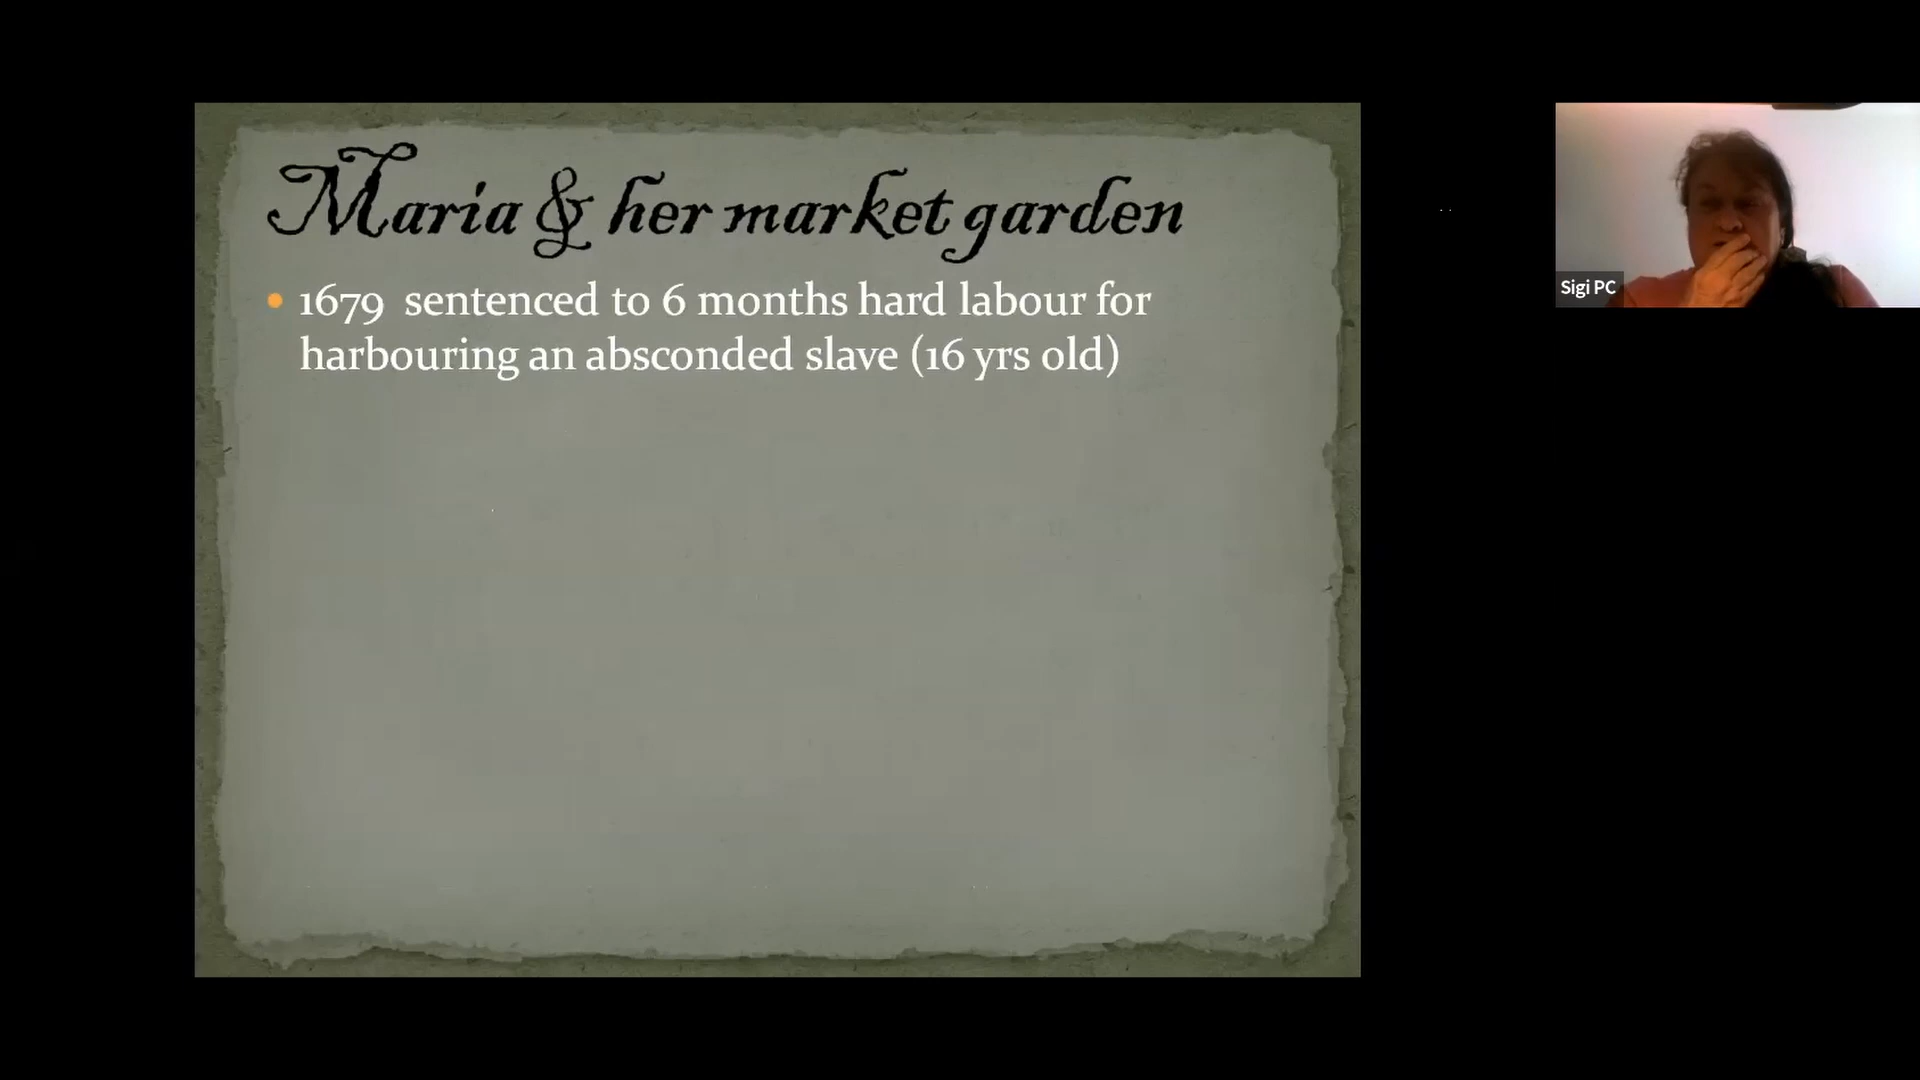 Maria & her market garden
• 1679 sentenced to 6 months hard labour for
harbouring an absconded slave (16 yrs old)
Sigi PC